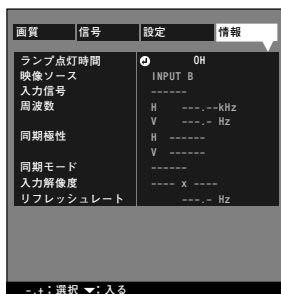 画質 信号 設定 情報
ランプ点灯時間 0H
映像ソース INPUT B
入力信号 ------
周波数 H ---.--kHz
V ---.- Hz
同期極性 H ------
V ------
同期モード ------
入力解像度 ---- x ----
リフレッシュレート ---.- Hz
-.+:選択 ▼:入る